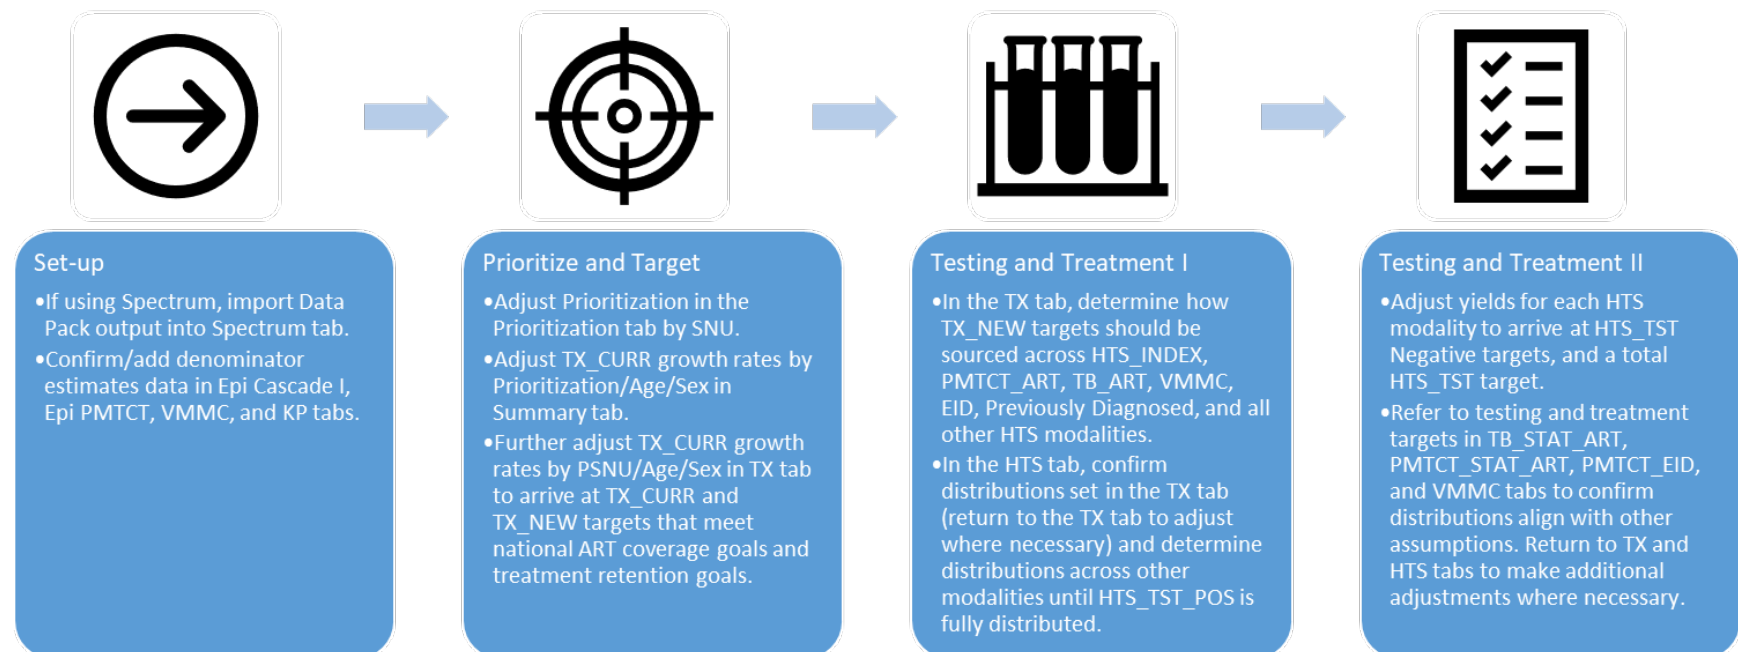 Set-up
•If using Spectrum, import Data
Pack output into Spectrum tab.
•Confirm/add denominator
estimates data in Epi Cascade I,
Epi PMTCT, VMMC, and KP tabs.
Prioritize and Target
•Adjust Prioritization in the
Prioritization tab by SNU.
•Adjust TX_CURR growth rates by
Prioritization/Age/Sex in
Summary tab.
•Further adjust TX_CURR growth
rates by PSNU/Age/Sex in TX tab
to arrive at TX_CURR and
TX_NEW targets that meet
national ART coverage goals and
treatment retention goals.
Testing and Treatment I
•In the TX tab, determine how
TX_NEW targets should be
sourced across HTS_INDEX,
PMTCT_ART, TB_ART, VMMC,
EID, Previously Diagnosed, and all
other HTS modalities.
•In the HTS tab, confirm
distributions set in the TX tab
(return to the TX tab to adjust
where necessary) and determine
distributions across other
modalities until HTS_TST_POS is
fully distributed.
Testing and Treatment II
•Adjust yields for each HTS
modality to arrive at HTS_TST
Negative targets, and a total
HTS_TST target.
•Refer to testing and treatment
targets in TB_STAT_ART,
PMTCT_STAT_ART, PMTCT_EID,
and VMMC tabs to confirm
distributions align with other
assumptions. Return to TX and
HTS tabs to make additional
adjustments where necessary.